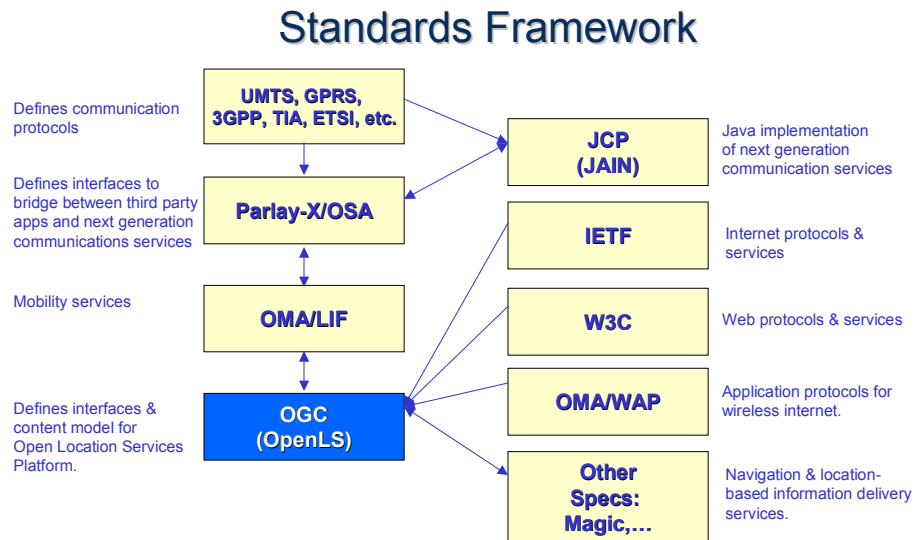 Standards Framework
Defines communication
protocols
UMTS, GPRS,
3GPP, TIA, ETSI, etc.
JCP
(JAIN)
Java implementation
of next generation
communication services
Defines interfaces to
bridge between third party
apps and next generation
communications services
Parlay-X/OSA
IETF
Internet protocols &
services
Mobility services
OMA/LIF
W3C
Web protocols & services
Defines interfaces &
content model for
Open Location Services
Platform.
OGC
(OpenLS)
OMA/WAP
Application protocols for
wireless internet.
Other
Specs:
Magic,...
Navigation & location-
based information delivery
services.